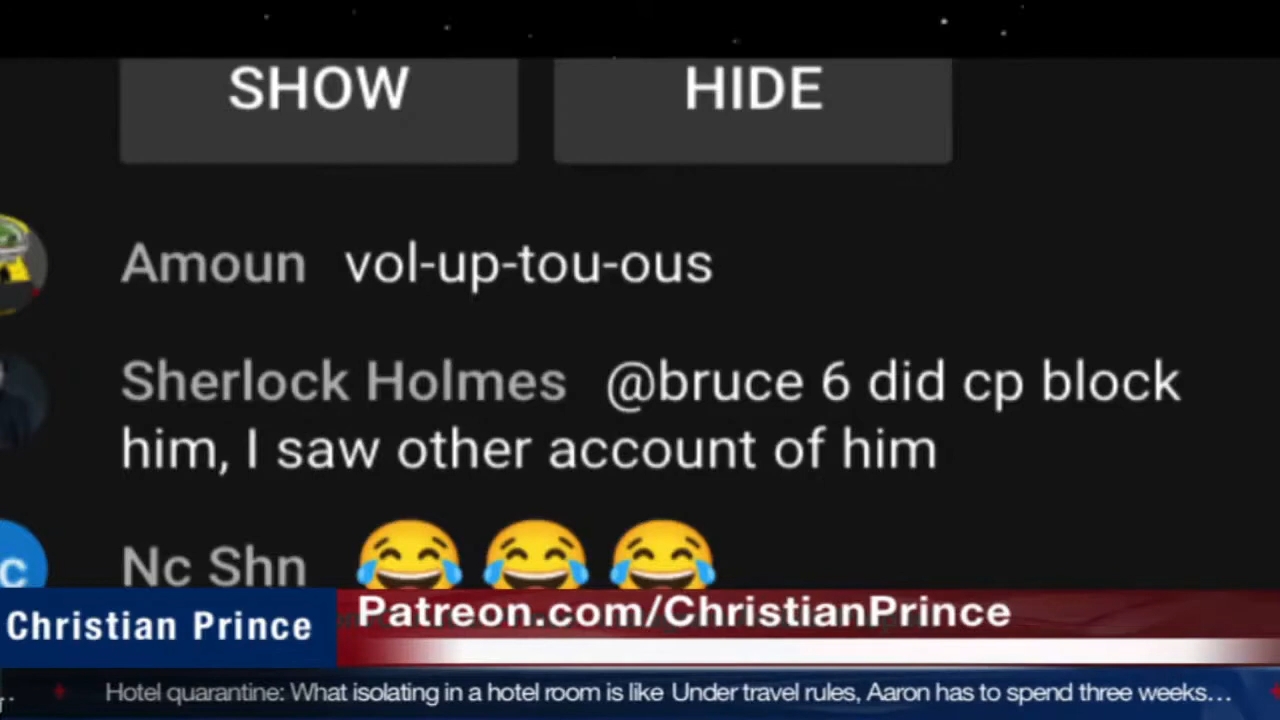 SHOW HIDE
Amoun vol-up-tou-ous
Sherlock Holmes @bruce 6 did cp block
him, I saw other account of him
Nc Shn 😂 😂 😂
Christian Prince Patreon.com/ChristianPrince
Hotel quarantine: What isolating in a hotel room is like Under travel rules, Aaron has to spend three weeks...